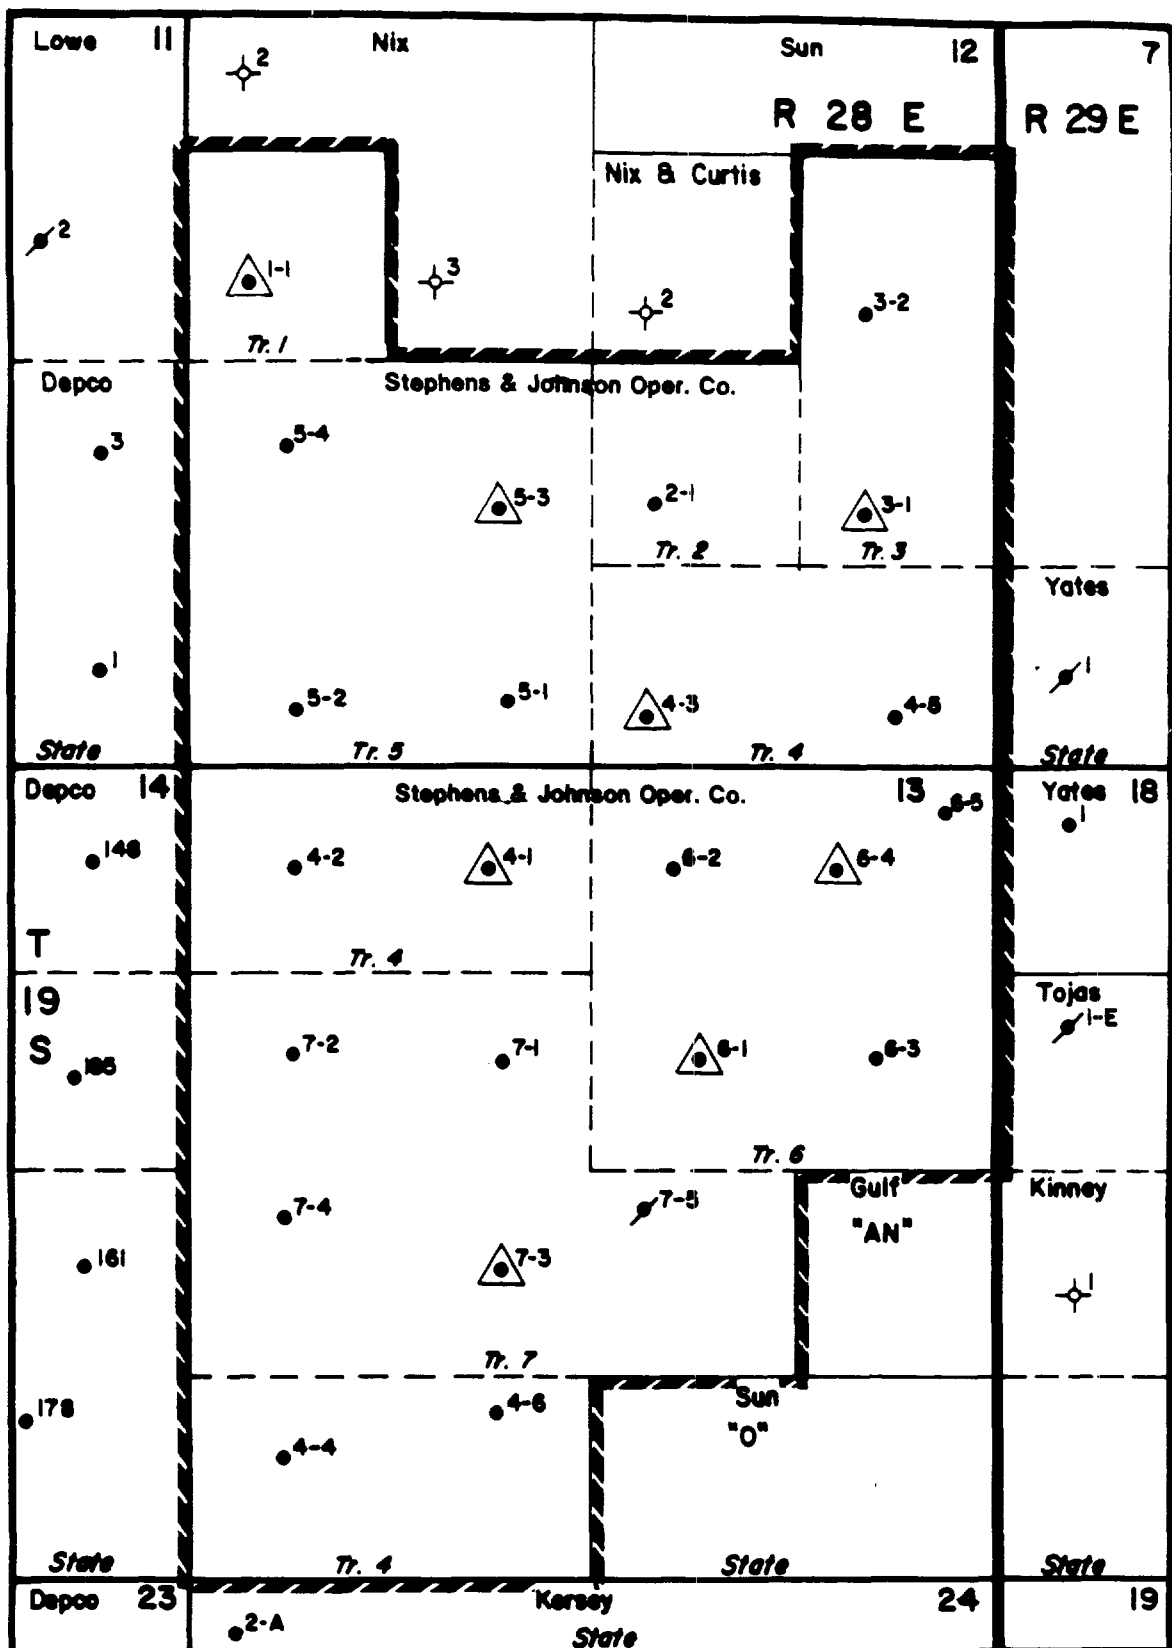 Lowe 11 Nix Sun 12 7
2
R 28 E R 29 E
Nix & Curtis
2
1-1 3 2 3-2
Tr. 1
Depco Stephens & Johnson Oper. Co.
3 5-4
5-3 2-1 3-1
Tr. 2 Tr. 3
Yates
1 1
5-2 5-1 4-3 4-5
State Tr. 5 Tr. 4 State
Depco 14 Stephens & Johnson Oper. Co. 13 Yates 18
6-5 1
4-2 4-1 6-2 6-4
T Tr. 4
19 Tojas
S 7-2 7-1 6-1 6-3 1-E
Tr. 6
7-4 7-5 Gulf Kinney
"AN"
161 7-3 1
Tr. 7
178 4-6 Sun
"O"
4-4
State Tr. 4 State State
Depco 23 Kersey 24 19
2-A State